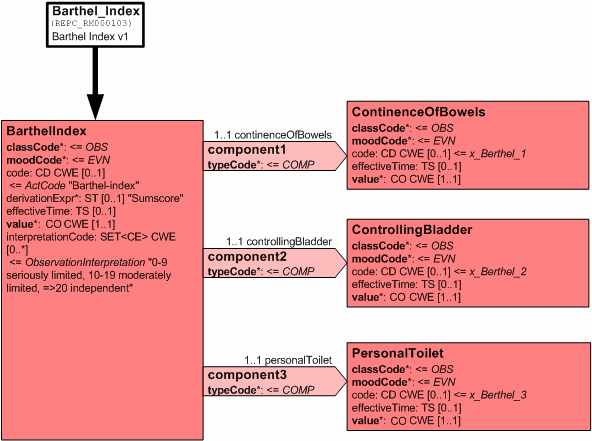 Barthel_Index
(REPC_RM000103)
Barthel Index v1
BarthelIndex
classCode*: <= OBS
moodCode*: <= EVN
code: CD CWE [0..1]
<= ActCode "Barthel-index"
derivationExpr*: ST [0..1] "Sumscore"
effectiveTime: TS [0..1]
value*: CO CWE [1..1]
interpretationCode: SET<CE> CWE
[0..*]
<= ObservationInterpretation "0-9
seriously limited, 10-19 moderately
limited, =>20 independent"
1..1 continenceOfBowels
component1
typeCode*: <= COMP
ContinenceOfBowels
classCode*: <= OBS
moodCode*: <= EVN
code: CD CWE [0..1] <= x_Berthel_1
effectiveTime: TS [0..1]
value*: CO CWE [1..1]
1..1 controllingBladder
component2
typeCode*: <= COMP
ControllingBladder
classCode*: <= OBS
moodCode*: <= EVN
code: CD CWE [0..1] <= x_Berthel_2
effectiveTime: TS [0..1]
value*: CO CWE [1..1]
1..1 personalToilet
component3
typeCode*: <= COMP
PersonalToilet
classCode*: <= OBS
moodCode*: <= EVN
code: CD CWE [0..1] <= x_Berthel_3
effectiveTime: TS [0..1]
value*: CO CWE [1..1]